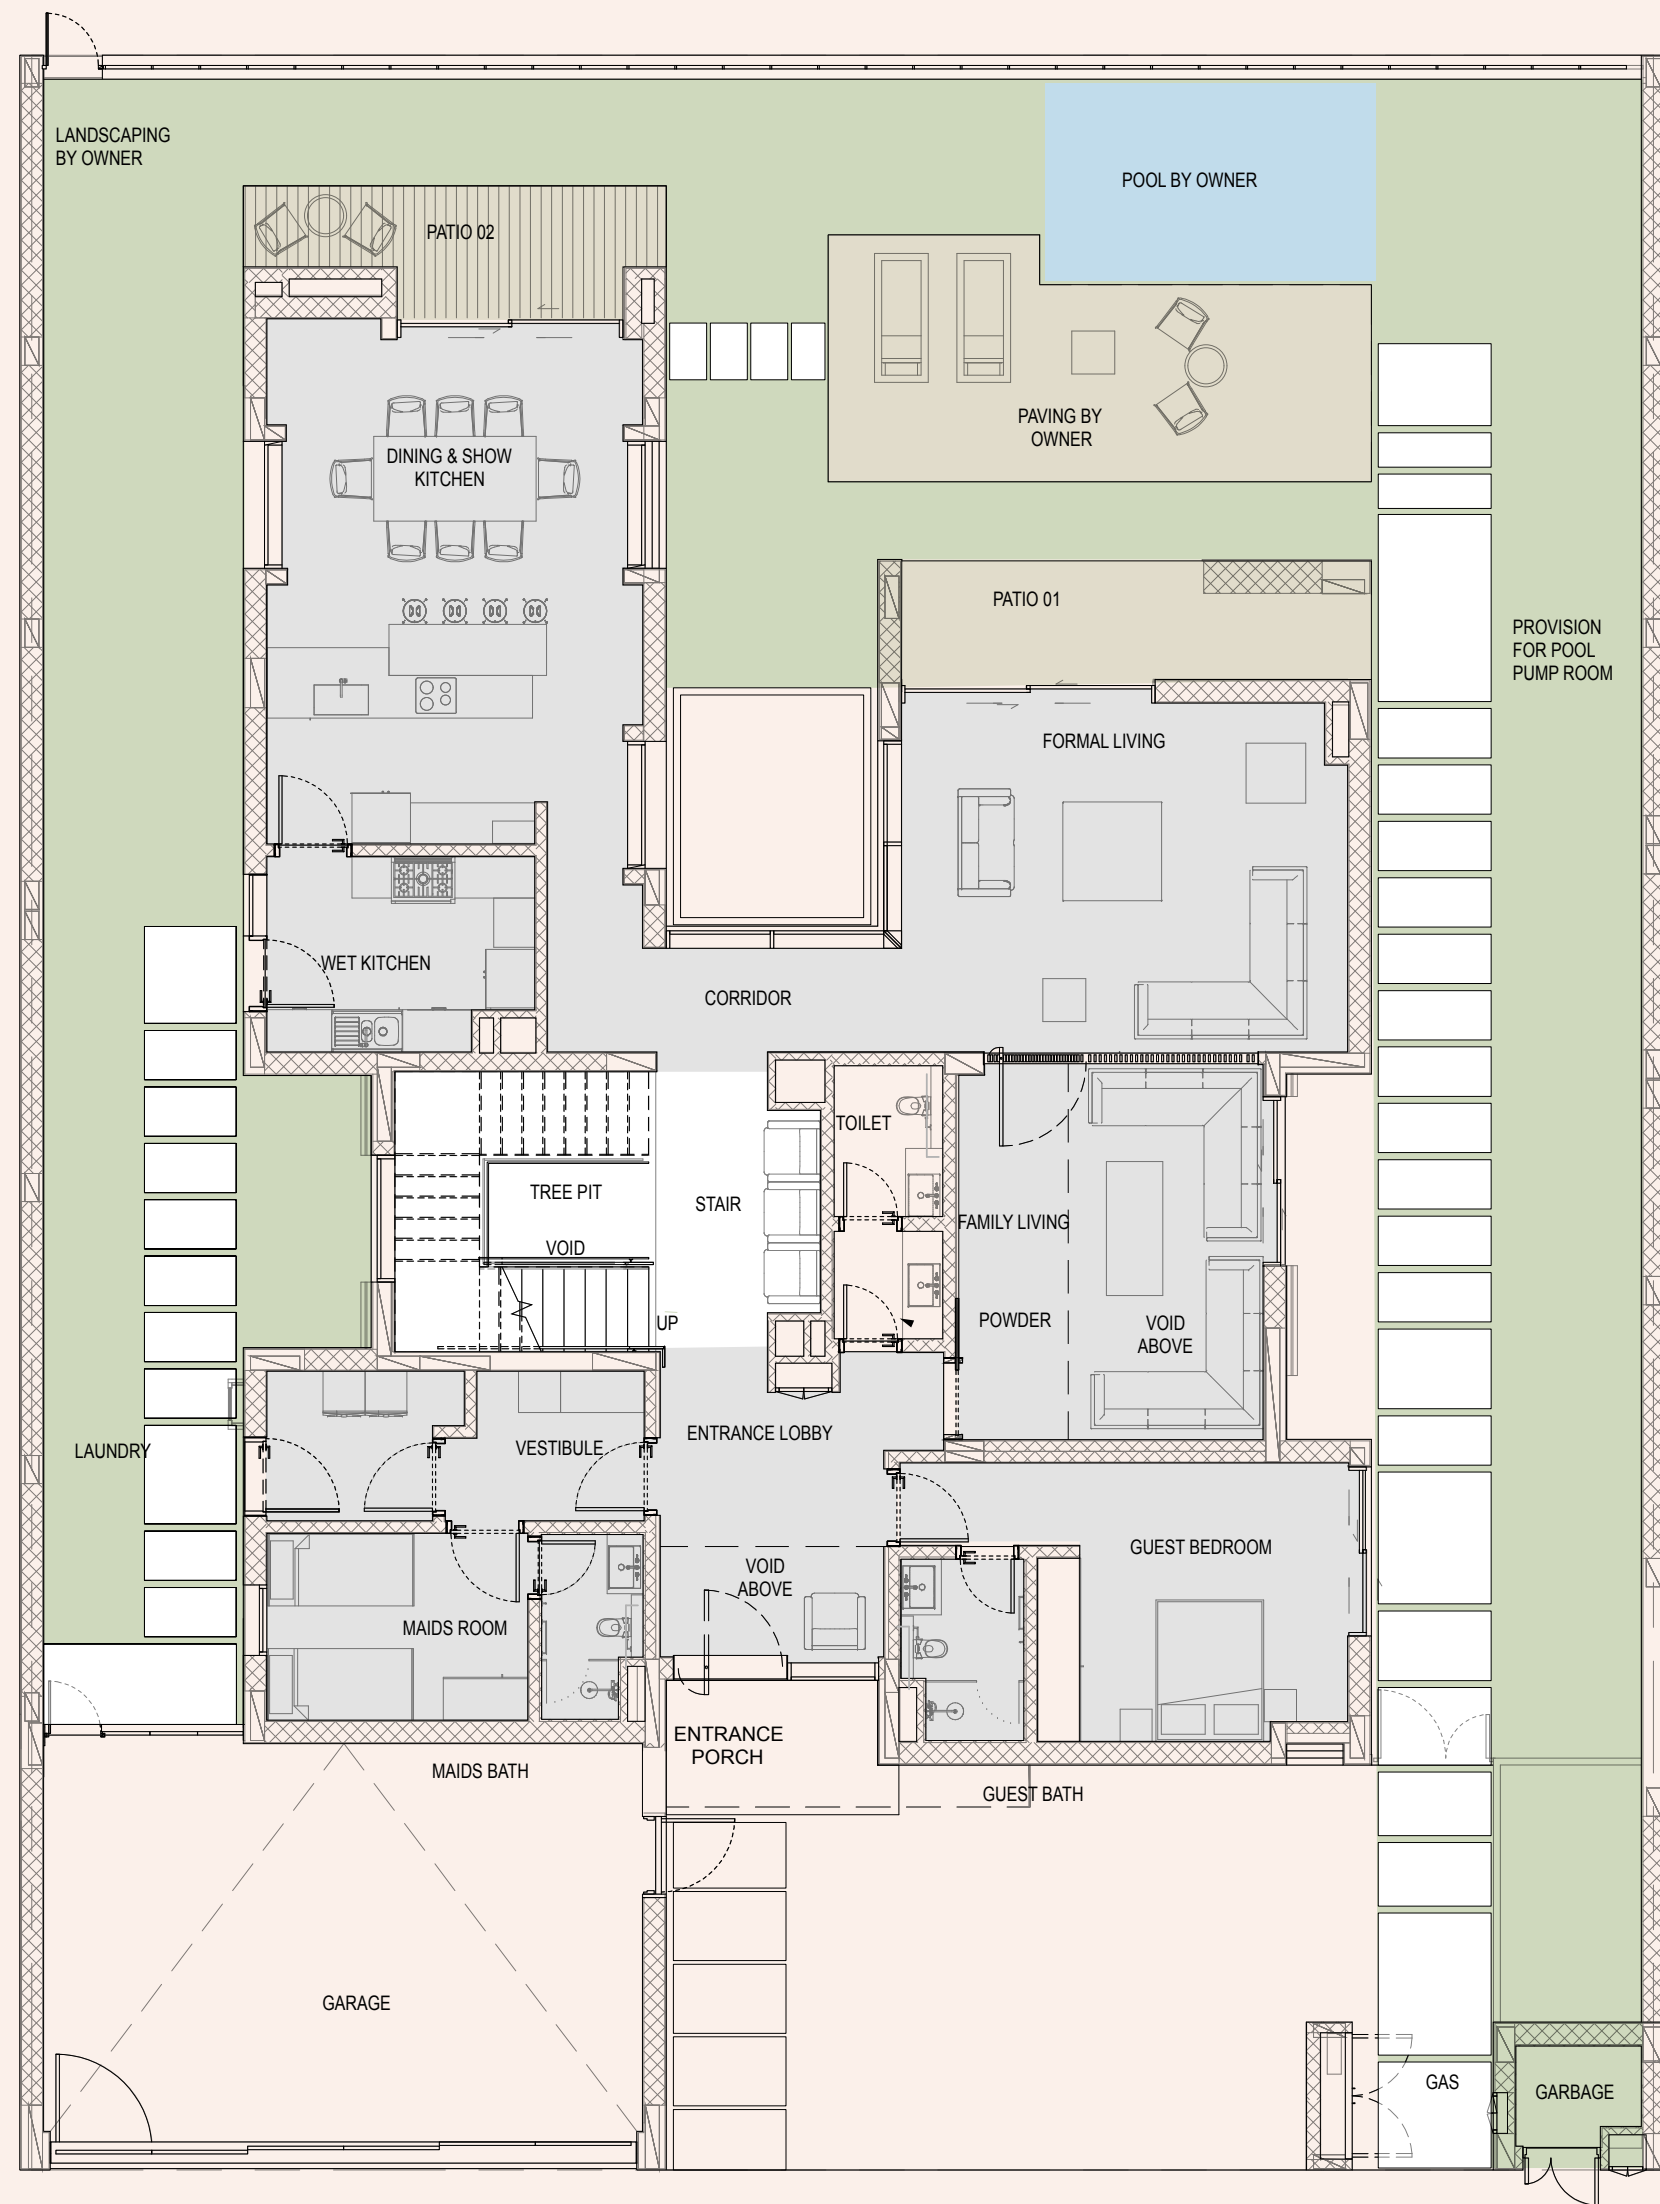 LANDSCAPING
BY OWNER
POOL BY OWNER
PATIO 02
PAVING BY
OWNER
DINING & SHOW
KITCHEN
PATIO 01
PROVISION
FOR POOL
PUMP ROOM
FORMAL LIVING
WET KITCHEN
CORRIDOR
TOILET
TREE PIT
STAIR
FAMILY LIVING
VOID
UP
POWDER
VOID
ABOVE
ENTRANCE LOBBY
LAUNDRY
VESTIBULE
GUEST BEDROOM
VOID
ABOVE
MAIDS ROOM
ENTRANCE
PORCH
MAIDS BATH
GUEST BATH
GARAGE
GAS
GARBAGE